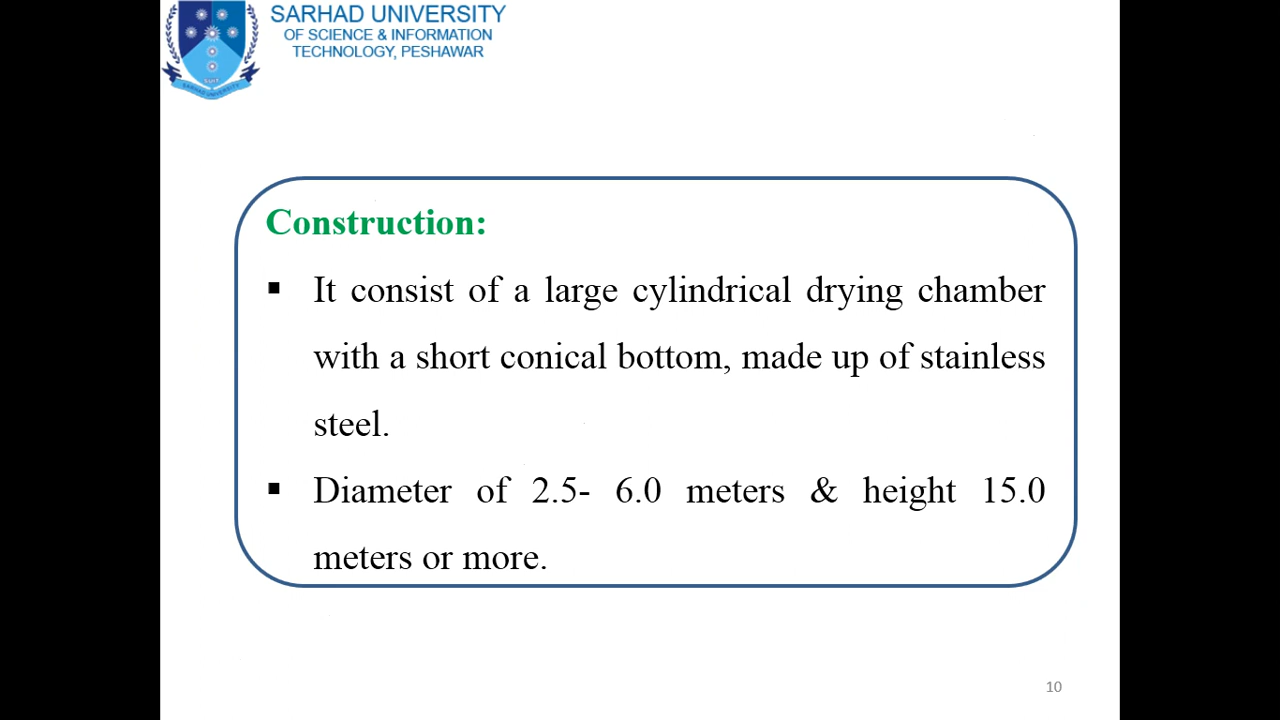 SARHAD UNIVERSITY
OF SCIENCE & INFORMATION
TECHNOLOGY, PESHAWAR
SARHAD UNIVERSITY
Construction:
▪ It consist of a large cylindrical drying chamber
with a short conical bottom, made up of stainless
steel.
▪ Diameter of 2.5- 6.0 meters & height 15.0
meters or more.
10